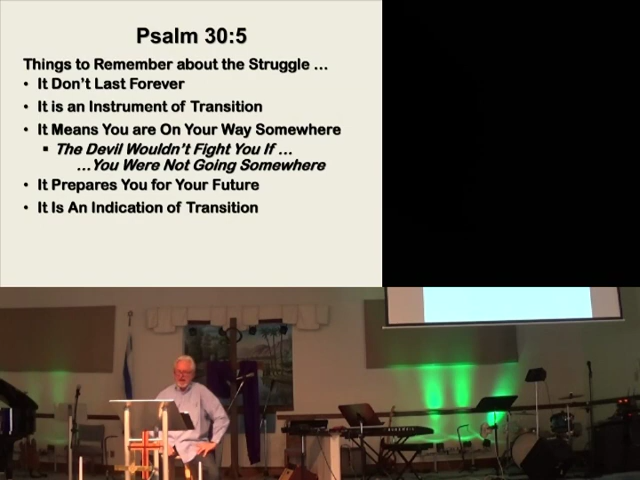 Psalm 30:5
Things to Remember about the Struggle ...
• It Don't Last Forever
• It is an Instrument of Transition
• It Means You are On Your Way Somewhere
▪ The Devil Wouldn't Fight You If ...
...You Were Not Going Somewhere
• It Prepares You for Your Future
• It Is An Indication of Transition